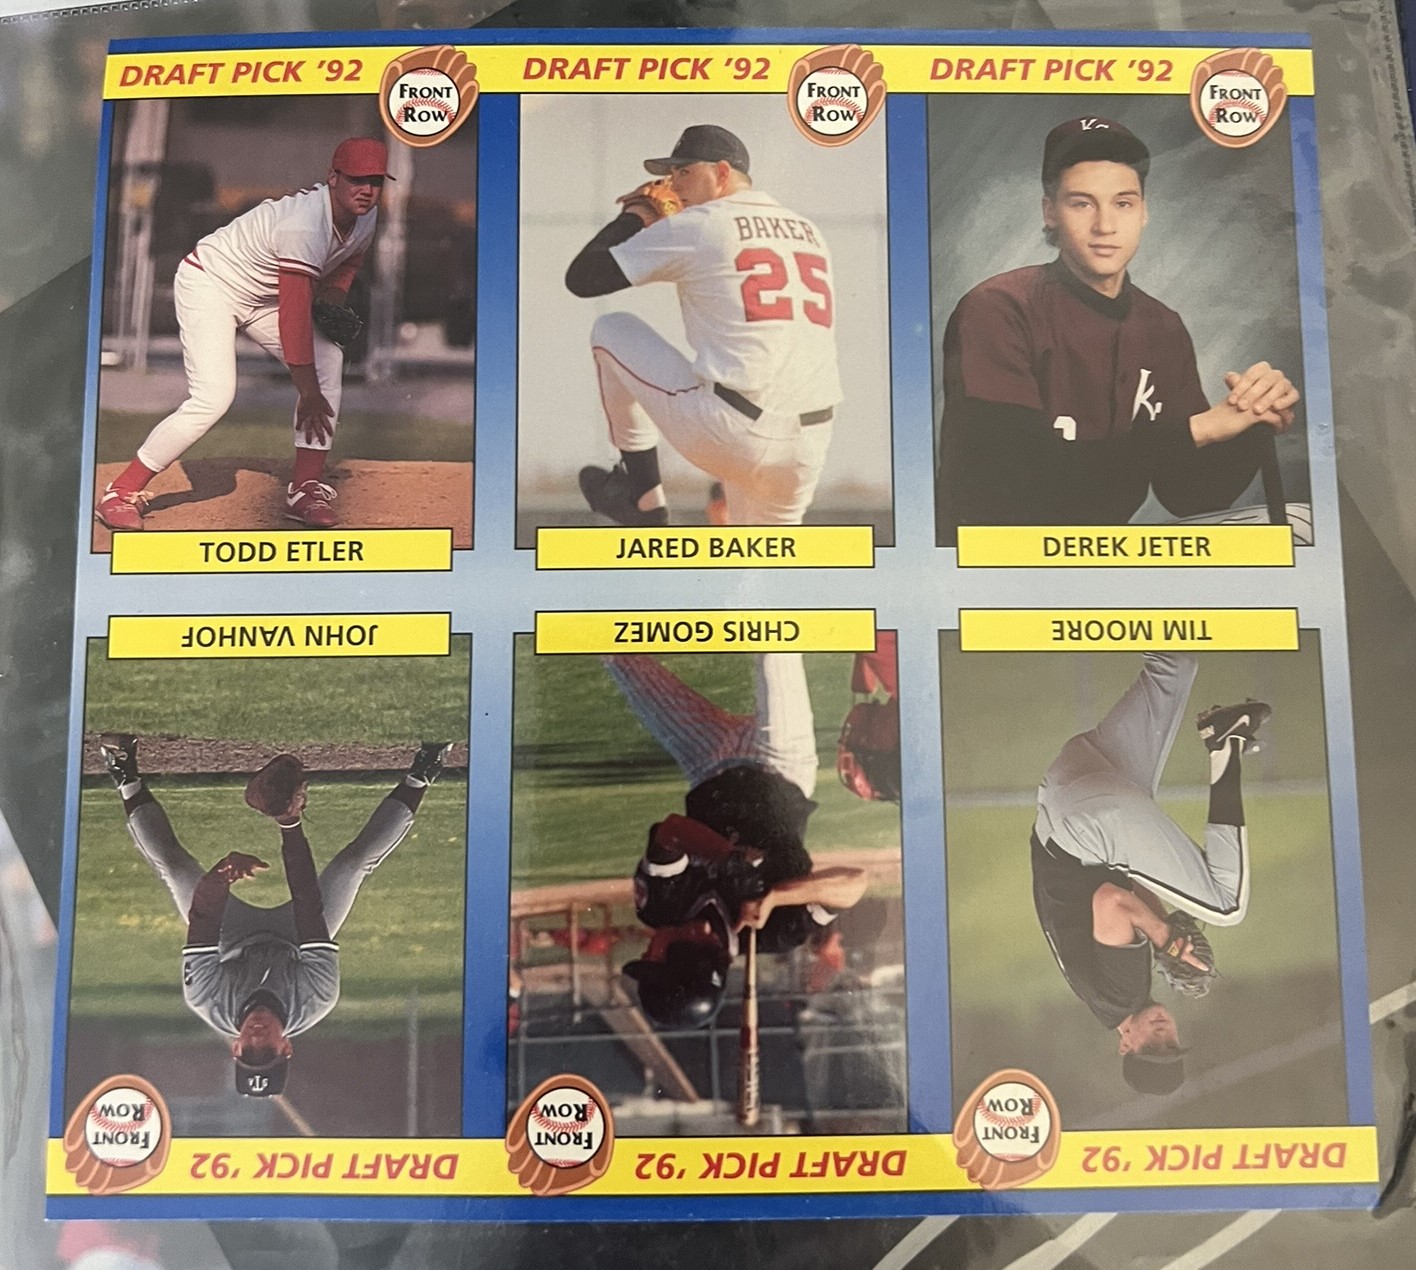 DRAFT PICK '92
FRONT
ROW
DRAFT PICK '92
FRONT
ROW
DRAFT PICK '92
FRONT
ROW
BAKER
25
K
k.
TODD ETLER
JARED BAKER
DEREK JETER
JOHN VANHOF
CHRIS GOMEZ
TIM MOORE
FRONT
ROW
DRAFT PICK '92
FRONT
ROW
DRAFT PICK '92
FRONT
ROW
DRAFT PICK '92